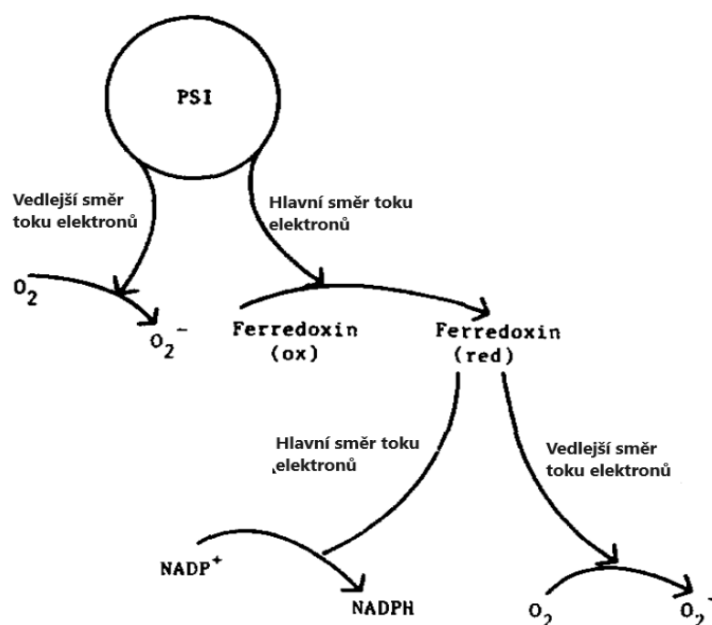 PSI
Vedlejší směr
toku elektronů
Hlavní směr toku
elektronů
O2
O2-
Ferredoxin
(ox)
Ferredoxin
(red)
Hlavní směr toku
elektronů
Vedlejší směr
toku elektronů
NADP+
NADPH
O2
O2-